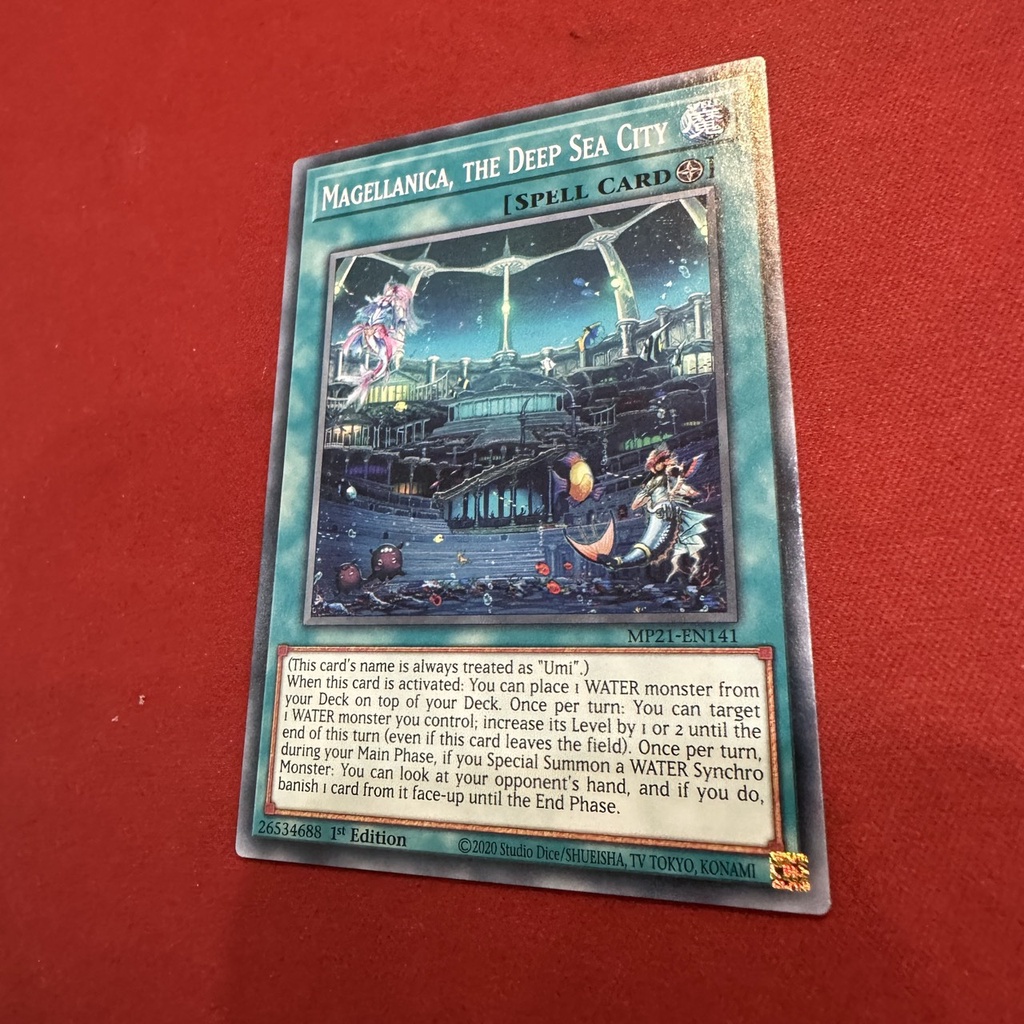 MAGELLANICA, THE DEEP SEA CITY
[SPELL CARD]
MP21-EN141
(This card's name is always treated as "Umi".)
When this card is activated: You can place 1 WATER monster from
your Deck on top of your Deck. Once per turn: You can target
1 WATER monster you control; increase its Level by 1 or 2 until the
end of this turn (even if this card leaves the field). Once per turn,
during your Main Phase, if you Special Summon a WATER Synchro
Monster: You can look at your opponent's hand, and if you do,
banish 1 card from it face-up until the End Phase.
26534688 1st Edition
©2020 Studio Dice/SHUEISHA, TV TOKYO, KONAMI